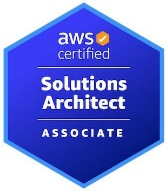 aws
certified
Solutions
Architect
ASSOCIATE